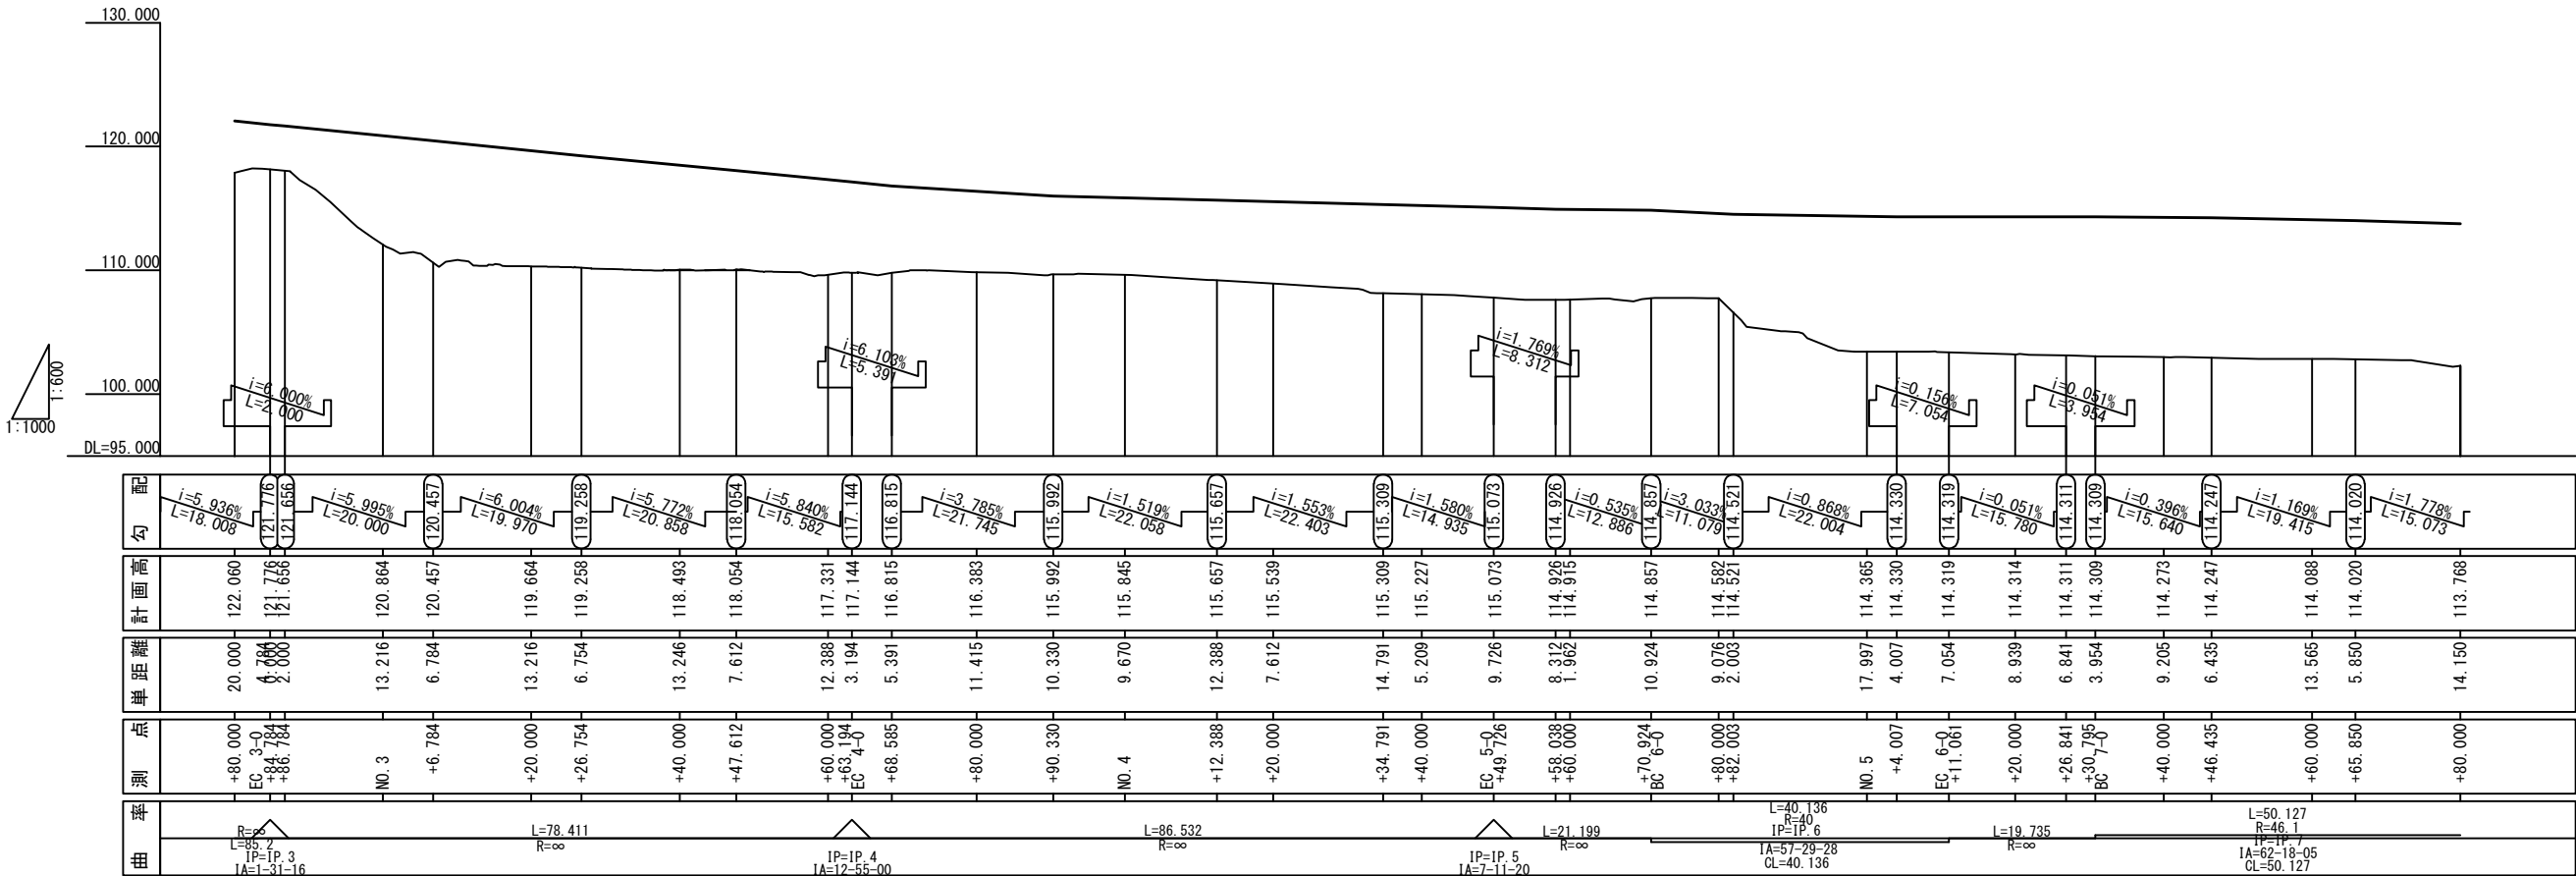 130.000
120.000
110.000
100.000
DL=95.000
1:600
1:1000
i=6.000%
L=2.000
i=6.103%
L=5.391
i=1.769%
L=8.312
i=0.156%
L=7.054
i=0.051%
L=3.954
勾 配
i=5.936%
L=18.008
121.776
121.656
i=5.995%
L=20.000
120.457
i=6.004%
L=19.970
119.258
i=5.772%
L=20.858
118.054
i=5.840%
L=15.582
117.144
116.815
i=3.785%
L=21.745
115.992
i=1.519%
L=22.058
115.657
i=1.553%
L=22.403
115.309
i=1.580%
L=14.935
115.073
114.926
i=0.535%
L=12.886
114.857
i=3.033%
L=11.079
114.521
i=0.868%
L=22.004
114.330
114.319
i=0.051%
L=15.780
114.311
114.309
i=0.396%
L=15.640
114.247
i=1.169%
L=19.415
114.020
i=1.778%
L=15.073
計画高
122.060
121.776
121.656
120.864
120.457
119.664
119.258
118.493
118.054
117.331
117.144
116.815
116.383
115.992
115.845
115.657
115.539
115.309
115.227
115.073
114.926
114.915
114.857
114.582
114.521
114.365
114.330
114.319
114.314
114.311
114.309
114.273
114.247
114.088
114.020
113.768
単距離
20.000
4.784
0.000
2.000
13.216
6.784
13.216
6.754
13.246
7.612
12.388
3.194
5.391
11.415
10.330
9.670
12.388
7.612
14.791
5.209
9.726
8.312
1.962
10.924
9.076
2.003
17.997
4.007
7.054
8.939
6.841
3.954
9.205
6.435
13.565
5.850
14.150
測 点
+80.000
EC 3-0
+84.784
+84.784
+86.784
NO.3
+6.784
+20.000
+26.754
+40.000
+47.612
+60.000
+63.194
EC 4-0
+68.585
+80.000
+90.330
NO.4
+12.388
+20.000
+34.791
+40.000
EC 5-0
+49.726
+58.038
+60.000
+70.924
BC 6-0
+80.000
+82.003
NO.5
+4.007
EC 6-0
+11.061
+20.000
+26.841
+30.795
BC 7-0
+40.000
+46.435
+60.000
+65.850
+80.000
曲 率
R=∞
L=85.2
IP=IP.3
IA=1-31-16
L=78.411
R=∞
IP=IP.4
IA=12-55-00
L=86.532
R=∞
IP=IP.5
IA=7-11-20
L=21.199
R=∞
L=40.136
R=40
IP=IP.6
IA=57-29-28
CL=40.136
L=19.735
R=∞
L=50.127
R=46.1
IP=IP.7
IA=62-18-05
CL=50.127